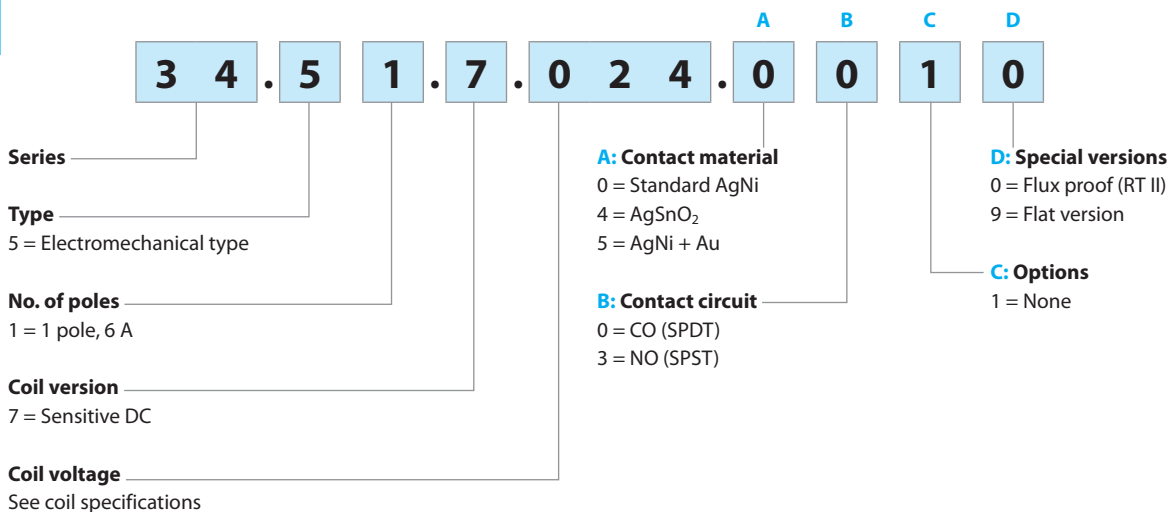 A B C D
3 4 . 5 1 . 7 . 0 2 4 . 0 0 1 0
Series
Type
5 = Electromechanical type
No. of poles
1 = 1 pole, 6 A
Coil version
7 = Sensitive DC
Coil voltage
See coil specifications
A: Contact material
0 = Standard AgNi
4 = AgSnO₂
5 = AgNi + Au
B: Contact circuit
0 = CO (SPDT)
3 = NO (SPST)
D: Special versions
0 = Flux proof (RT II)
9 = Flat version
C: Options
1 = None